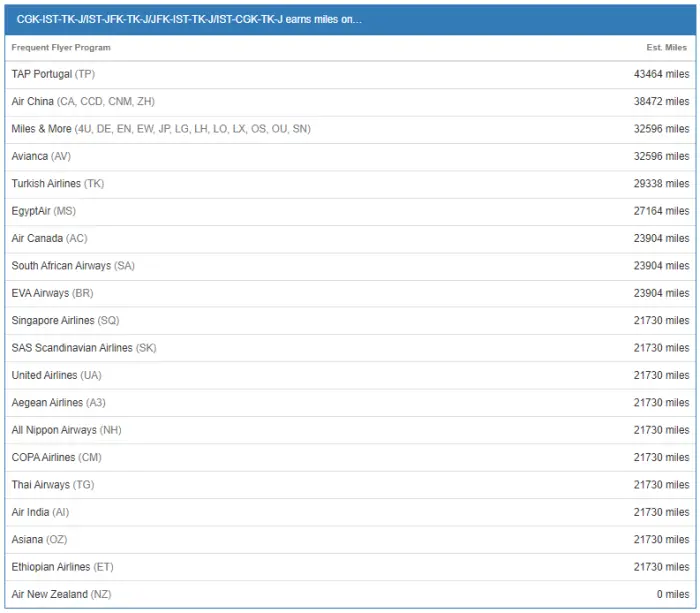 CGK-IST-TK-J/IST-JFK-TK-J/JFK-IST-TK-J/IST-CGK-TK-J earns miles on...
Frequent Flyer Program Est. Miles
TAP Portugal (TP) 43464 miles
Air China (CA, CCD, CNM, ZH) 38472 miles
Miles & More (4U, DE, EN, EW, JP, LG, LH, LO, LX, OS, OU, SN) 32596 miles
Avianca (AV) 32596 miles
Turkish Airlines (TK) 29338 miles
EgyptAir (MS) 27164 miles
Air Canada (AC) 23904 miles
South African Airways (SA) 23904 miles
EVA Airways (BR) 23904 miles
Singapore Airlines (SQ) 21730 miles
SAS Scandinavian Airlines (SK) 21730 miles
United Airlines (UA) 21730 miles
Aegean Airlines (A3) 21730 miles
All Nippon Airways (NH) 21730 miles
COPA Airlines (CM) 21730 miles
Thai Airways (TG) 21730 miles
Air India (AI) 21730 miles
Asiana (OZ) 21730 miles
Ethiopian Airlines (ET) 21730 miles
Air New Zealand (NZ) 0 miles